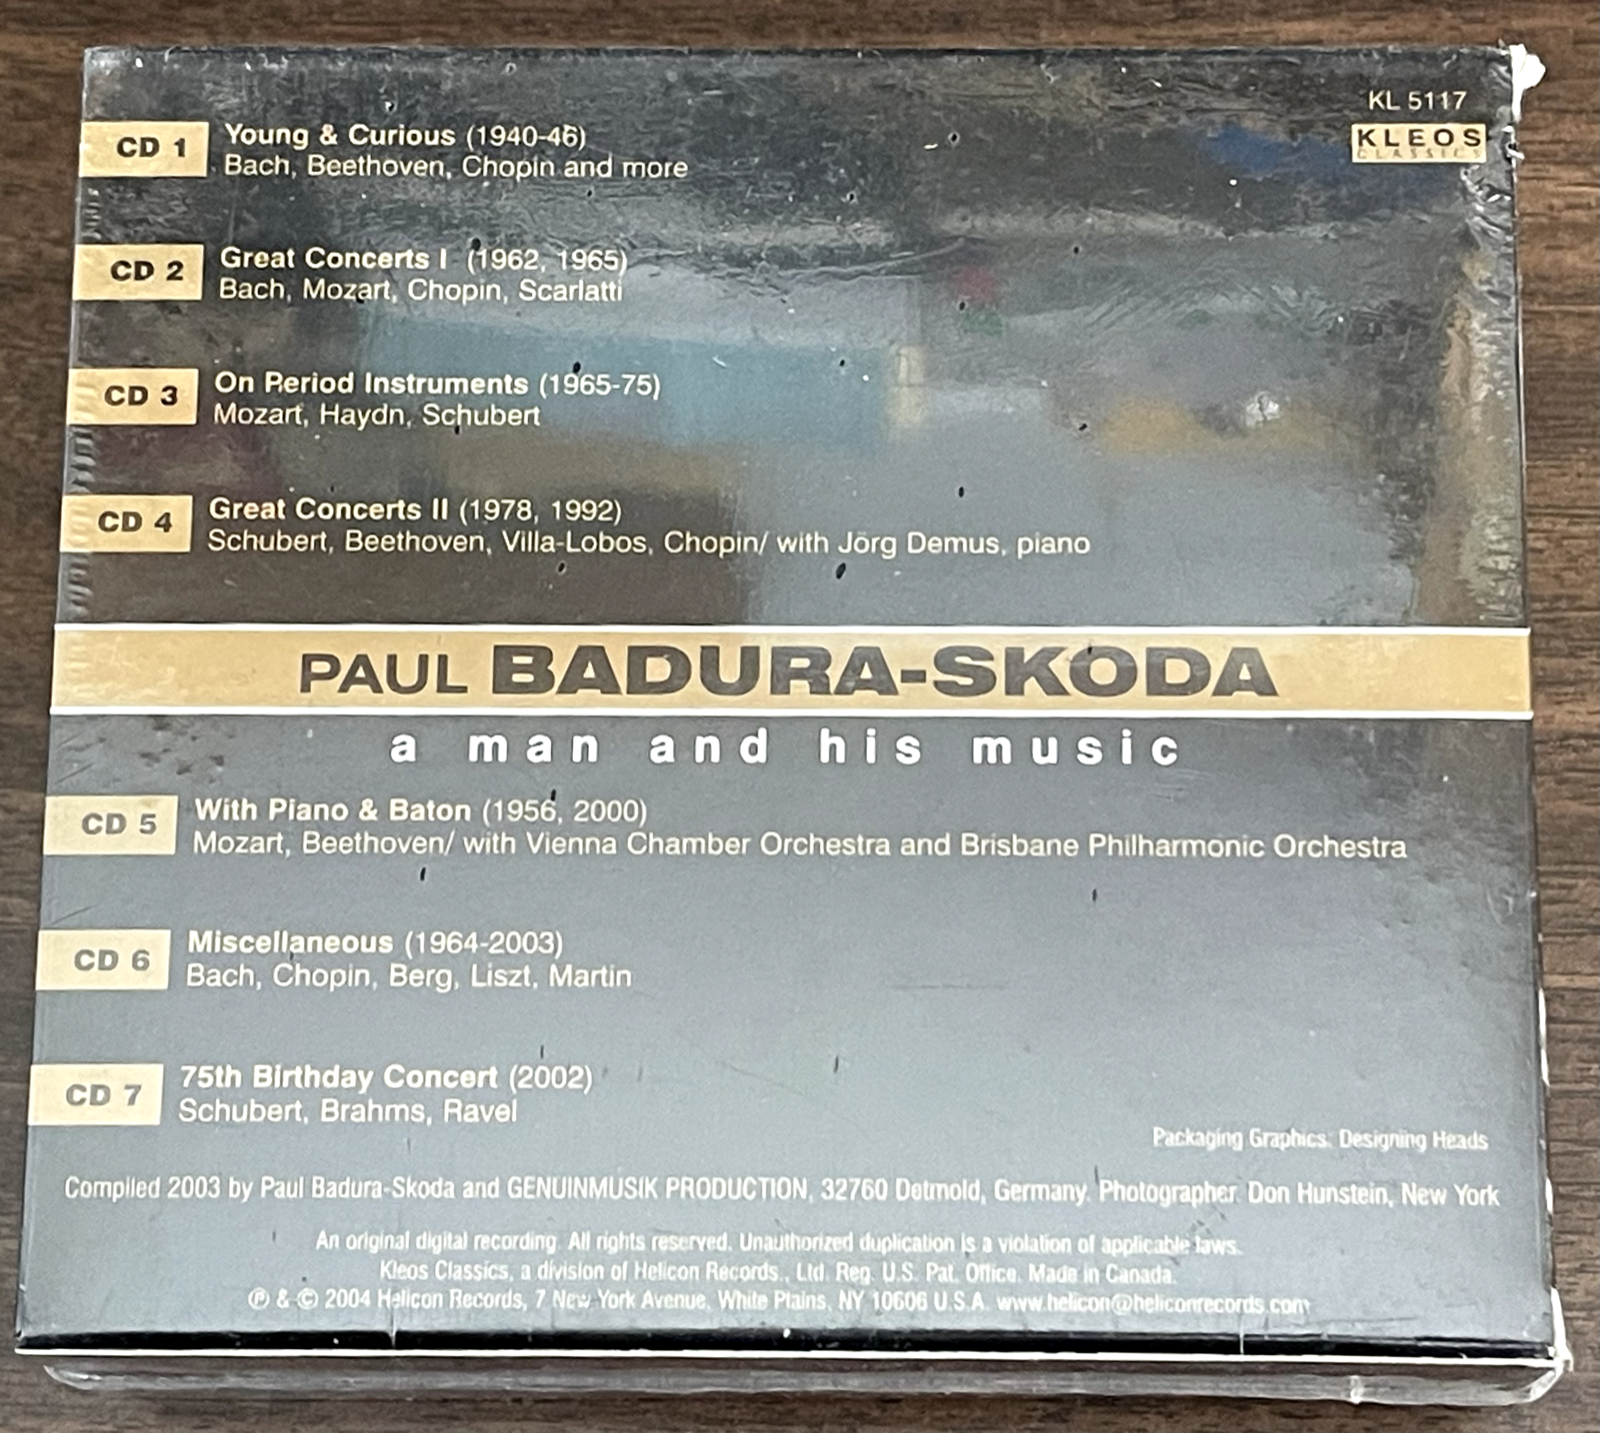 KL 5117
KLEOS
CLASSICS
CD 1
Young & Curious (1940-46)
Bach, Beethoven, Chopin and more
CD 2
Great Concerts I (1962, 1965)
Bach, Mozart, Chopin, Scarlatti
CD 3
On Period Instruments (1965-75)
Mozart, Haydn, Schubert
CD 4
Great Concerts II (1978, 1992)
Schubert, Beethoven, Villa-Lobos, Chopin/ with Jörg Demus, piano
PAUL BADURA-SKODA
a man and his music
CD 5
With Piano & Baton (1956, 2000)
Mozart, Beethoven/ with Vienna Chamber Orchestra and Brisbane Philharmonic Orchestra
CD 6
Miscellaneous (1964-2003)
Bach, Chopin, Berg, Liszt, Martin
CD 7
75th Birthday Concert (2002)
Schubert, Brahms, Ravel
Packaging Graphics: Designing Heads
Compiled 2003 by Paul Badura-Skoda and GENUINMUSIK PRODUCTION, 32760 Detmold, Germany. Photographer: Don Hunstein, New York
An original digital recording. All rights reserved. Unauthorized duplication is a violation of applicable laws.
Kleos Classics, a division of Helicon Records., Ltd. Reg. U.S. Pat. Office. Made in Canada.
℗ & © 2004 Helicon Records, 7 New York Avenue, White Plains, NY 10606 U.S.A. www.helicon@heliconrecords.com